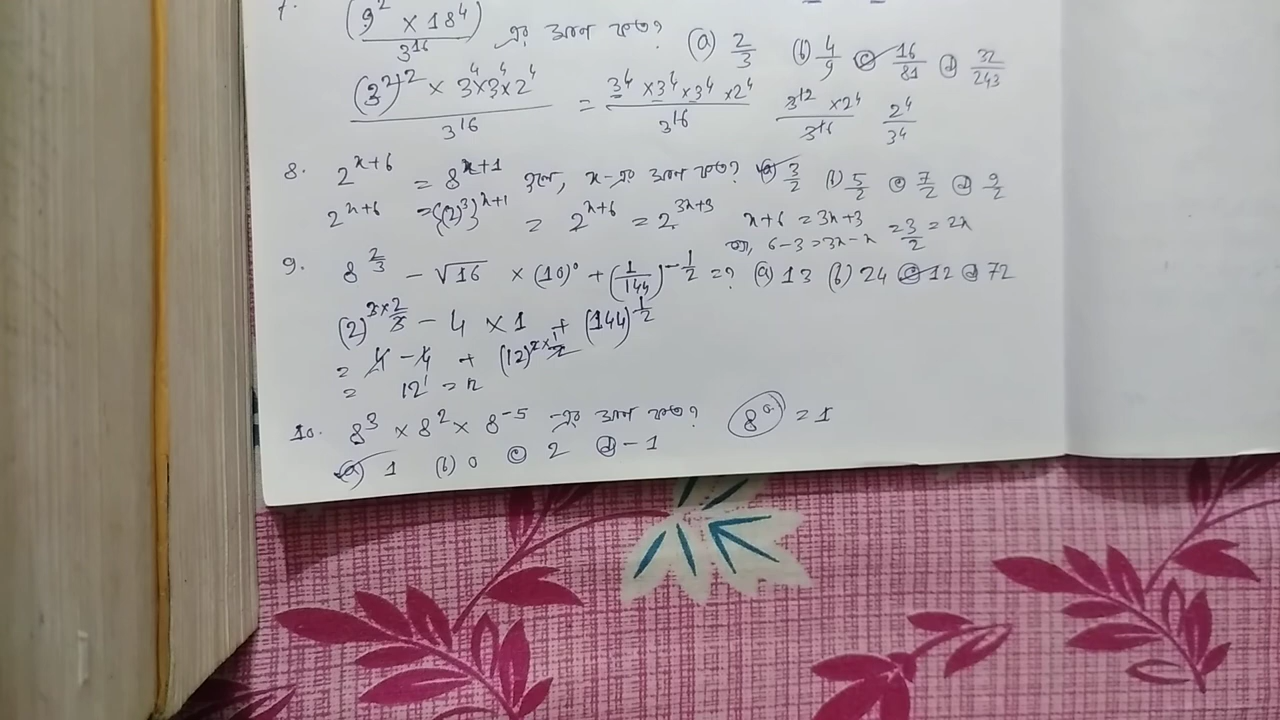 7. (9² × 18⁴) / 3¹⁶ এর মান কত? (a) 2/3 (b) 4/9 (c) 16/81 (d) 32/243
(3²)² × 3⁴×3⁴×2⁴ / 3¹⁶ = 3⁴ × 3⁴ × 3⁴ × 2⁴ / 3¹⁶ 3¹² × 2⁴ / 3¹⁶ 2⁴ / 3⁴
8. 2^(x+6) = 8^(x+1) হলে, x-এর মান কত? (a) 3/2 (b) 5/2 (c) 7/2 (d) 9/2
2^(x+6) = {(2)³}^(x+1) = 2^(x+6) = 2^(3x+3) x+6 = 3x+3
বা, 6-3 = 3x-x = 3/2 = 2x
9. 8^(2/3) - √16 × (10)⁰ + (1/144)^(-1/2) = ? (a) 13 (b) 24 (c) 12 (d) 72
(2)^(3×2/3) - 4 × 1 + (144)^(1/2)
= 4 - 4 + (12)^(2×1/2)
= 12¹ = 12
10. 8³ × 8² × 8⁻⁵ -এর মান কত? 8⁰ = 1
(a) 1 (b) 0 (c) 2 (d) -1